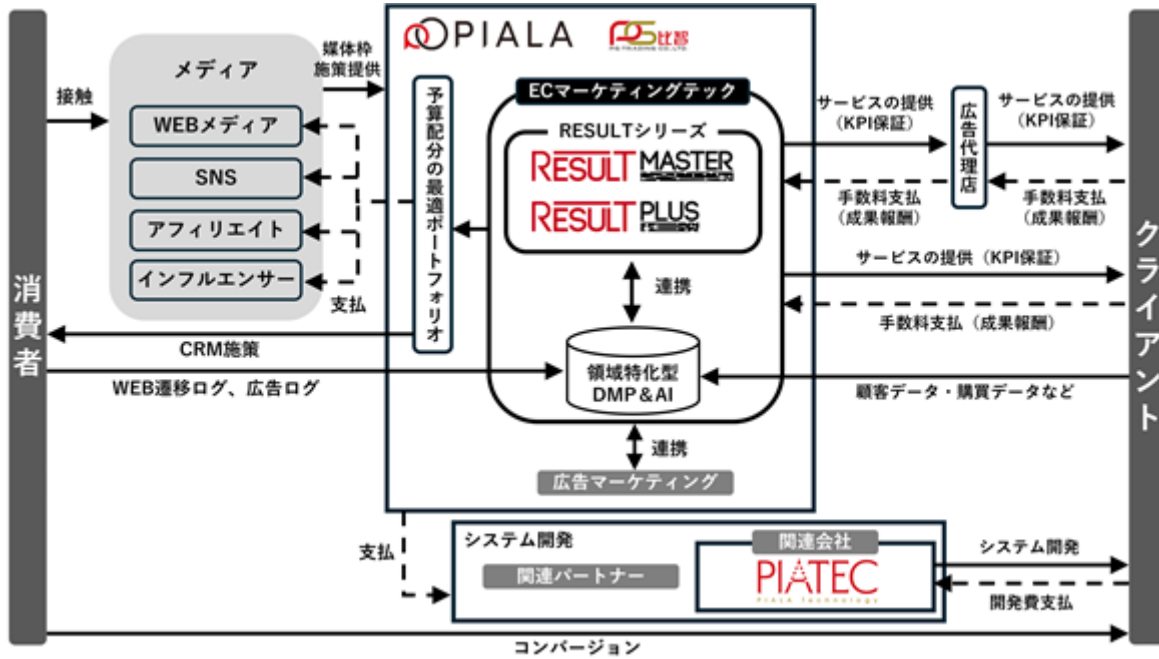 PIALA
PG比智
PG TRADING CO.,LTD.
メディア
媒体枠
施策提供
接触
WEBメディア
SNS
アフィリエイト
インフルエンサー
支払
予算配分の最適ポートフォリオ
ECマーケティングテック
RESULTシリーズ
RESULT MASTER
RESULT PLUS
連携
領域特化型
DMP&AI
連携
広告マーケティング
サービスの提供
(KPI保証)
広告代理店
サービスの提供
(KPI保証)
手数料支払
(成果報酬)
手数料支払
(成果報酬)
サービスの提供(KPI保証)
手数料支払(成果報酬)
顧客データ・購買データなど
消費者
クライアント
CRM施策
WEB遷移ログ、広告ログ
支払
システム開発
関連パートナー
関連会社
PIATEC
PIALA Technology
システム開発
開発費支払
コンバージョン